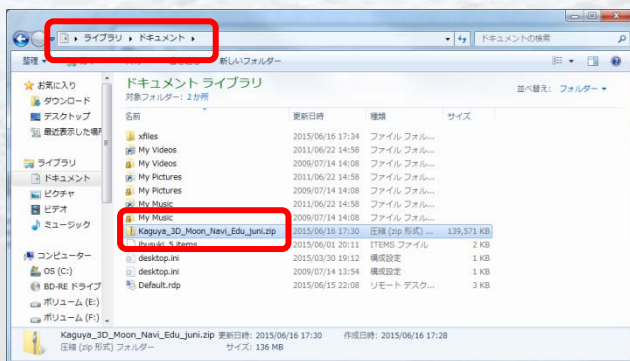 ライブラリ ▸ ドキュメント ▸
ドキュメントの検索
整理 ▾
新しいフォルダー
お気に入り
ダウンロード
デスクトップ
最近表示した場所
ライブラリ
ドキュメント
ピクチャ
ビデオ
ミュージック
コンピューター
OS (C:)
BD-RE ドライブ
ボリューム (E:)
ボリューム (F:)
ドキュメント ライブラリ
対象フォルダー: 2か所
並べ替え: フォルダー ▾
名前 更新日時 種類 サイズ
xfiles 2015/06/16 17:34 ファイル フォル...
My Videos 2011/06/22 14:58 ファイル フォル...
My Videos 2009/07/14 14:08 ファイル フォル...
My Pictures 2011/06/22 14:58 ファイル フォル...
My Pictures 2009/07/14 14:08 ファイル フォル...
My Music 2011/06/22 14:58 ファイル フォル...
My Music 2009/07/14 14:08 ファイル フォル...
Kaguya_3D_Moon_Navi_Edu_juni.zip 2015/06/16 17:30 圧縮 (zip 形式) ... 139,571 KB
ibusuki_5.items 2015/06/01 20:11 ITEMS ファイル 2 KB
desktop.ini 2015/03/30 19:12 構成設定 1 KB
desktop.ini 2009/07/14 13:54 構成設定 1 KB
Default.rdp 2015/06/15 22:08 リモート デスク... 3 KB
Kaguya_3D_Moon_Navi_Edu_juni.zip 更新日時: 2015/06/16 17:30 作成日時: 2015/06/16 17:28
圧縮 (zip 形式) フォルダー サイズ: 136 MB